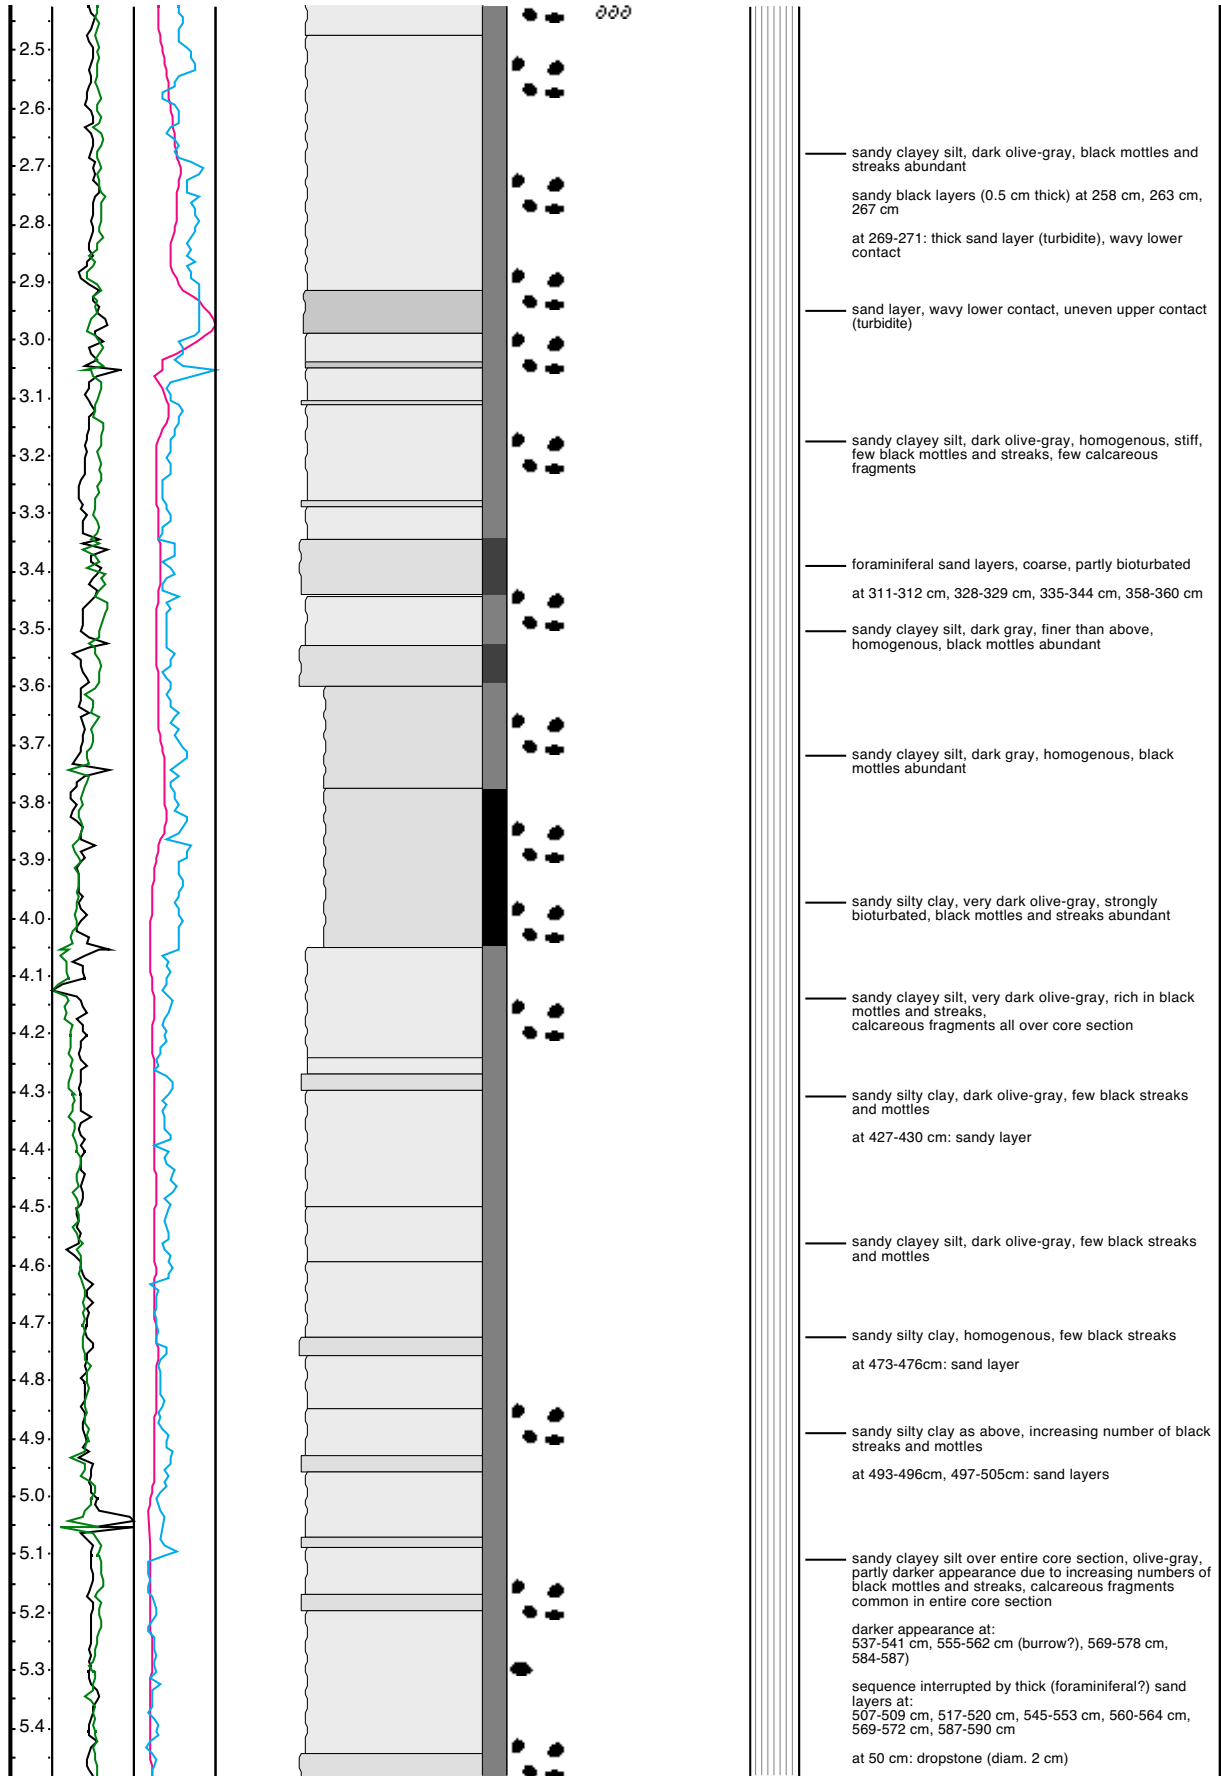 2.5
2.6
2.7
2.8
2.9
3.0
3.1
3.2
3.3
3.4
3.5
3.6
3.7
3.8
3.9
4.0
4.1
4.2
4.3
4.4
4.5
4.6
4.7
4.8
4.9
5.0
5.1
5.2
5.3
5.4
sandy clayey silt, dark olive-gray, black mottles and
streaks abundant
sandy black layers (0.5 cm thick) at 258 cm, 263 cm,
267 cm
at 269-271: thick sand layer (turbidite), wavy lower
contact
sand layer, wavy lower contact, uneven upper contact
(turbidite)
sandy clayey silt, dark olive-gray, homogenous, stiff,
few black mottles and streaks, few calcareous
fragments
foraminiferal sand layers, coarse, partly bioturbated
at 311-312 cm, 328-329 cm, 335-344 cm, 358-360 cm
sandy clayey silt, dark gray, finer than above,
homogenous, black mottles abundant
sandy clayey silt, dark gray, homogenous, black
mottles abundant
sandy silty clay, very dark olive-gray, strongly
bioturbated, black mottles and streaks abundant
sandy clayey silt, very dark olive-gray, rich in black
mottles and streaks,
calcareous fragments all over core section
sandy silty clay, dark olive-gray, few black streaks
and mottles
at 427-430 cm: sandy layer
sandy clayey silt, dark olive-gray, few black streaks
and mottles
sandy silty clay, homogenous, few black streaks
at 473-476cm: sand layer
sandy silty clay as above, increasing number of black
streaks and mottles
at 493-496cm, 497-505cm: sand layers
sandy clayey silt over entire core section, olive-gray,
partly darker appearance due to increasing numbers of
black mottles and streaks, calcareous fragments
common in entire core section
darker appearance at:
537-541 cm, 555-562 cm (burrow?), 569-578 cm,
584-587)
sequence interrupted by thick (foraminiferal?) sand
layers at:
507-509 cm, 517-520 cm, 545-553 cm, 560-564 cm,
569-572 cm, 587-590 cm
at 50 cm: dropstone (diam. 2 cm)